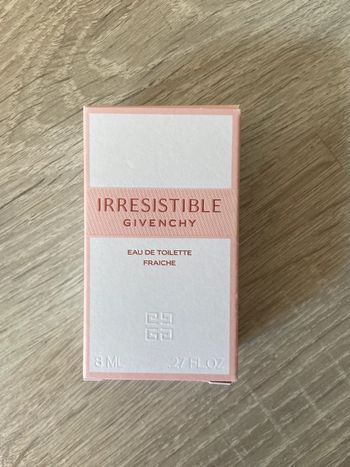 IRRESISTIBLE
GIVENCHY
EAU DE TOILETTE
FRAICHE
8 ML .27 FL.OZ